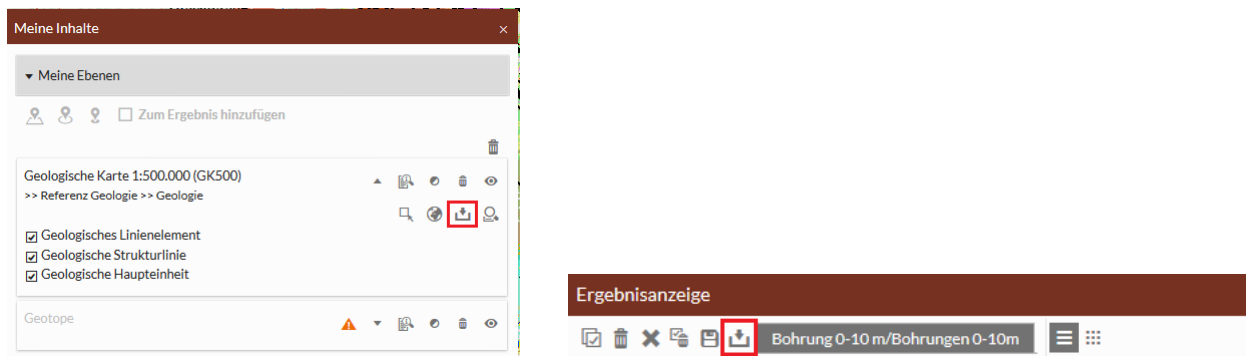 Meine Inhalte
Meine Ebenen
Zum Ergebnis hinzufügen
Geologische Karte 1:500.000 (GK500)
>> Referenz Geologie >> Geologie
Geologisches Linienelement
Geologische Strukturlinie
Geologische Haupteinheit
Geotope
Ergebnisanzeige
Bohrung 0-10 m/Bohrungen 0-10m